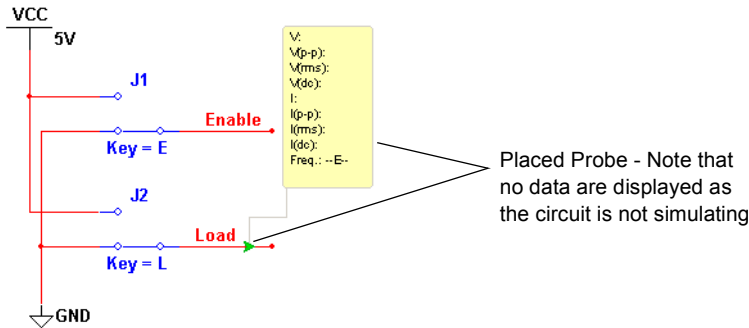 VCC
5V
J1
Enable
Key = E
J2
Load
Key = L
GND
V:
V(p-p):
V(rms):
V(dc):
I:
I(p-p):
I(rms):
I(dc):
Freq.: --E--
Placed Probe - Note that
no data are displayed as
the circuit is not simulating